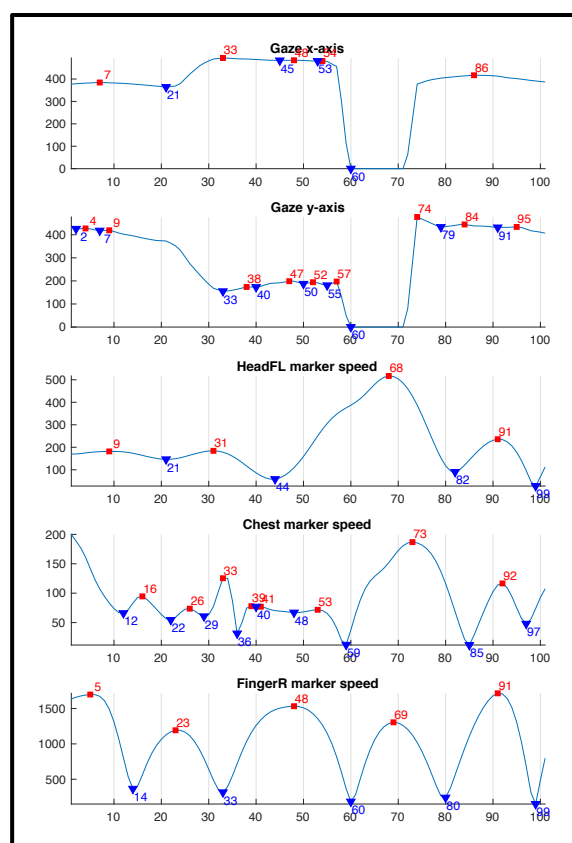 Gaze x-axis
7 33 48 54 86
21 45 53 60
400
300
200
100
0
10 20 30 40 50 60 70 80 90 100
Gaze y-axis
4 9 38 47 52 57 74 84 95
2 7 33 40 50 55 60 79 91
400
300
200
100
0
10 20 30 40 50 60 70 80 90 100
HeadFL marker speed
9 31 68 91
21 44 82 99
500
400
300
200
100
10 20 30 40 50 60 70 80 90 100
Chest marker speed
16 26 33 39 41 53 73 92
12 22 29 36 40 48 59 85 97
200
150
100
50
10 20 30 40 50 60 70 80 90 100
FingerR marker speed
5 23 48 69 91
14 33 60 80 99
1500
1000
500
10 20 30 40 50 60 70 80 90 100